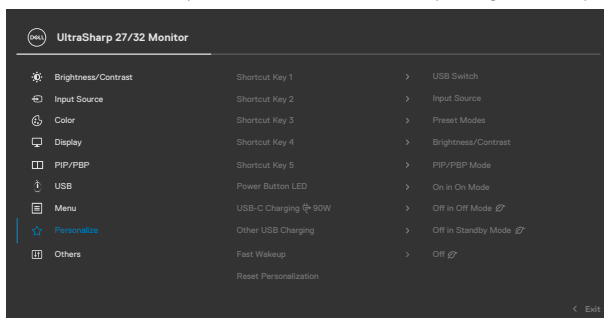 DELL UltraSharp 27/32 Monitor
Brightness/Contrast Shortcut Key 1 > USB Switch
Input Source Shortcut Key 2 > Input Source
Color Shortcut Key 3 > Preset Modes
Display Shortcut Key 4 > Brightness/Contrast
PIP/PBP Shortcut Key 5 > PIP/PBP Mode
USB Power Button LED > On in On Mode
Menu USB-C Charging 90W > Off in Off Mode
Personalize Other USB Charging > Off in Standby Mode
Others Fast Wakeup > Off
Reset Personalization
< Exit